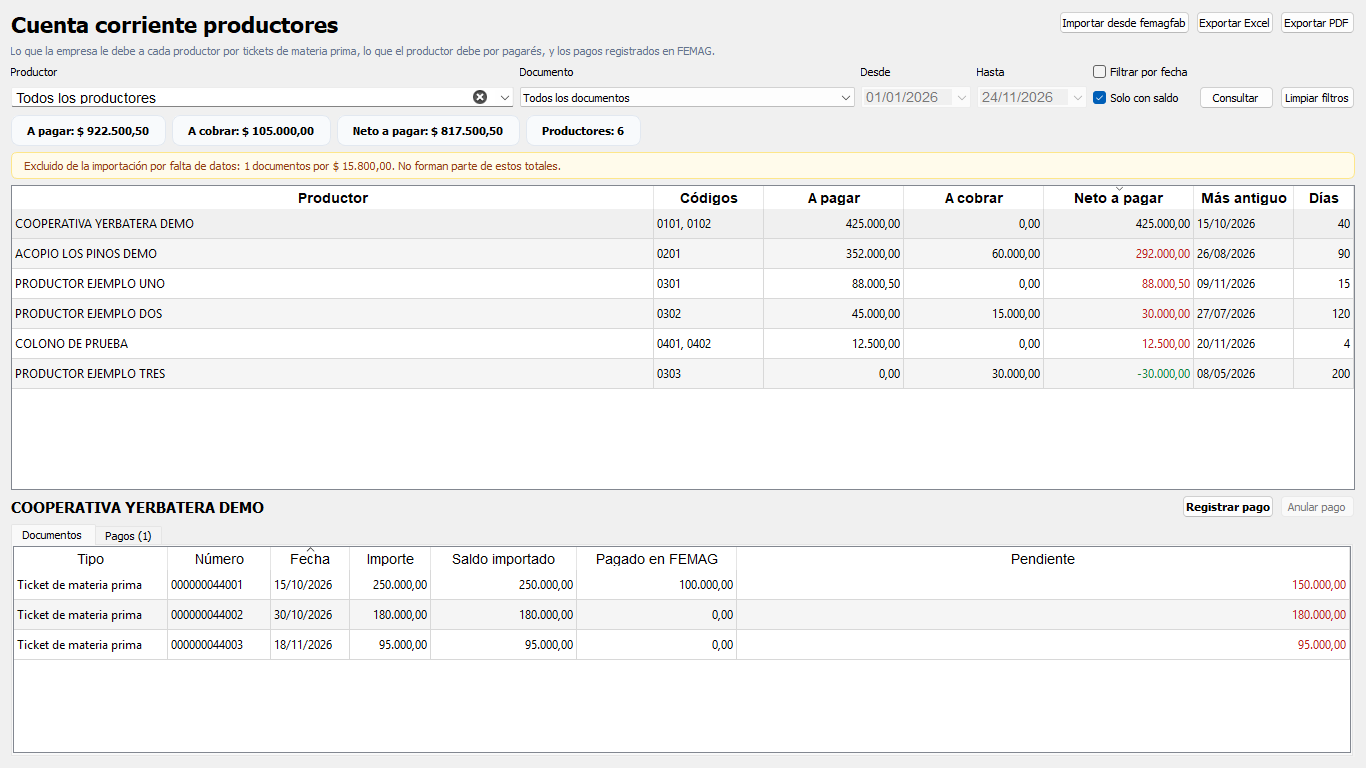 Cuenta corriente productores
Importar desde femagfab Exportar Excel Exportar PDF
Lo que la empresa le debe a cada productor por tickets de materia prima, lo que el productor debe por pagarés, y los pagos registrados en FEMAG.
Productor Documento Desde Hasta Filtrar por fecha
Todos los productores Todos los documentos 01/01/2026 24/11/2026 Solo con saldo Consultar Limpiar filtros
A pagar: $ 922.500,50 A cobrar: $ 105.000,00 Neto a pagar: $ 817.500,50 Productores: 6
Excluido de la importación por falta de datos: 1 documentos por $ 15.800,00. No forman parte de estos totales.
Productor Códigos A pagar A cobrar Neto a pagar Más antiguo Días
COOPERATIVA YERBATERA DEMO 0101, 0102 425.000,00 0,00 425.000,00 15/10/2026 40
ACOPIO LOS PINOS DEMO 0201 352.000,00 60.000,00 292.000,00 26/08/2026 90
PRODUCTOR EJEMPLO UNO 0301 88.000,50 0,00 88.000,50 09/11/2026 15
PRODUCTOR EJEMPLO DOS 0302 45.000,00 15.000,00 30.000,00 27/07/2026 120
COLONO DE PRUEBA 0401, 0402 12.500,00 0,00 12.500,00 20/11/2026 4
PRODUCTOR EJEMPLO TRES 0303 0,00 30.000,00 -30.000,00 08/05/2026 200
COOPERATIVA YERBATERA DEMO Registrar pago Anular pago
Documentos Pagos (1)
Tipo Número Fecha Importe Saldo importado Pagado en FEMAG Pendiente
Ticket de materia prima 000000044001 15/10/2026 250.000,00 250.000,00 100.000,00 150.000,00
Ticket de materia prima 000000044002 30/10/2026 180.000,00 180.000,00 0,00 180.000,00
Ticket de materia prima 000000044003 18/11/2026 95.000,00 95.000,00 0,00 95.000,00